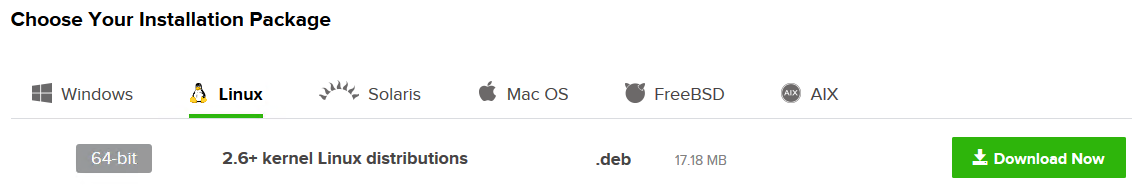 Choose Your Installation Package
Windows Linux Solaris Mac OS FreeBSD AIX AIX
64-bit 2.6+ kernel Linux distributions .deb 17.18 MB Download Now